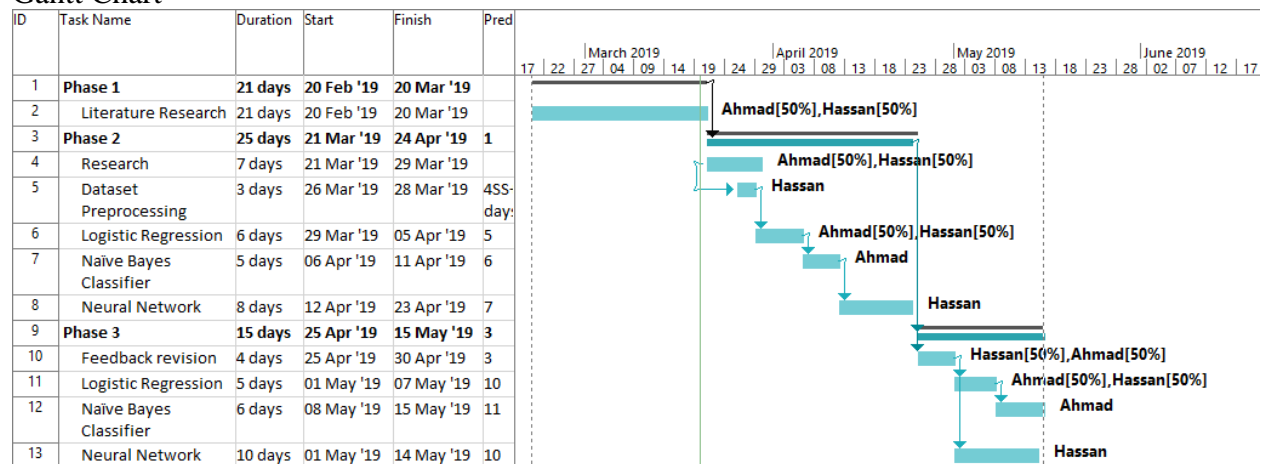 Gantt Chart
ID Task Name Duration Start Finish Pred
March 2019 April 2019 May 2019 June 2019
17 22 27 04 09 14 19 24 29 03 08 13 18 23 28 03 08 13 18 23 28 02 07 12 17
1 Phase 1 21 days 20 Feb '19 20 Mar '19
2 Literature Research 21 days 20 Feb '19 20 Mar '19 Ahmad[50%],Hassan[50%]
3 Phase 2 25 days 21 Mar '19 24 Apr '19 1
4 Research 7 days 21 Mar '19 29 Mar '19 Ahmad[50%],Hassan[50%]
5 Dataset 3 days 26 Mar '19 28 Mar '19 4SS- Hassan
Preprocessing days
6 Logistic Regression 6 days 29 Mar '19 05 Apr '19 5 Ahmad[50%],Hassan[50%]
7 Naïve Bayes 5 days 06 Apr '19 11 Apr '19 6 Ahmad
Classifier
8 Neural Network 8 days 12 Apr '19 23 Apr '19 7 Hassan
9 Phase 3 15 days 25 Apr '19 15 May '19 3
10 Feedback revision 4 days 25 Apr '19 30 Apr '19 3 Hassan[50%],Ahmad[50%]
11 Logistic Regression 5 days 01 May '19 07 May '19 10 Ahmad[50%],Hassan[50%]
12 Naïve Bayes 6 days 08 May '19 15 May '19 11 Ahmad
Classifier
13 Neural Network 10 days 01 May '19 14 May '19 10 Hassan